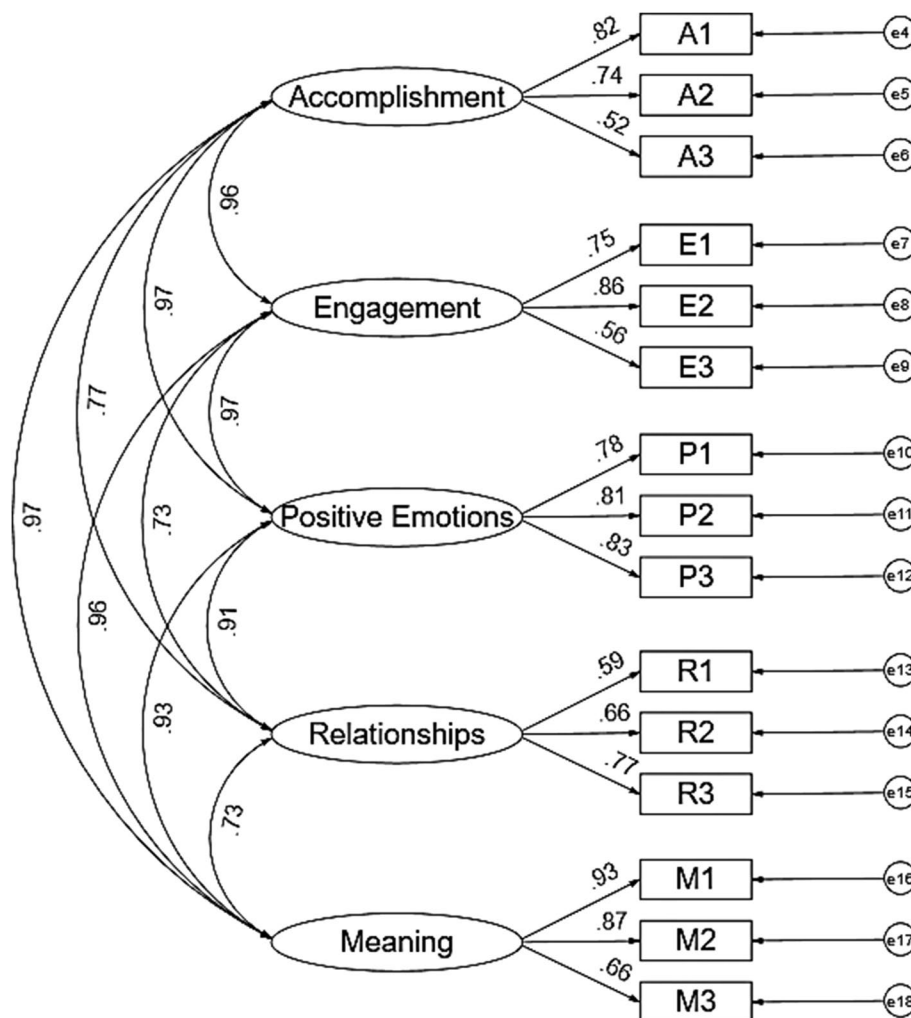 .82
A1
e4
Accomplishment
.74
A2
e5
.52
A3
e6
.96
.75
E1
e7
.97
Engagement
.86
E2
e8
.56
E3
e9
.77
.97
.78
P1
e10
.97
.73
Positive Emotions
.81
P2
e11
.83
P3
e12
.96
.91
.59
R1
e13
.93
Relationships
.66
R2
e14
.77
R3
e15
.73
.93
M1
e16
Meaning
.87
M2
e17
.66
M3
e18